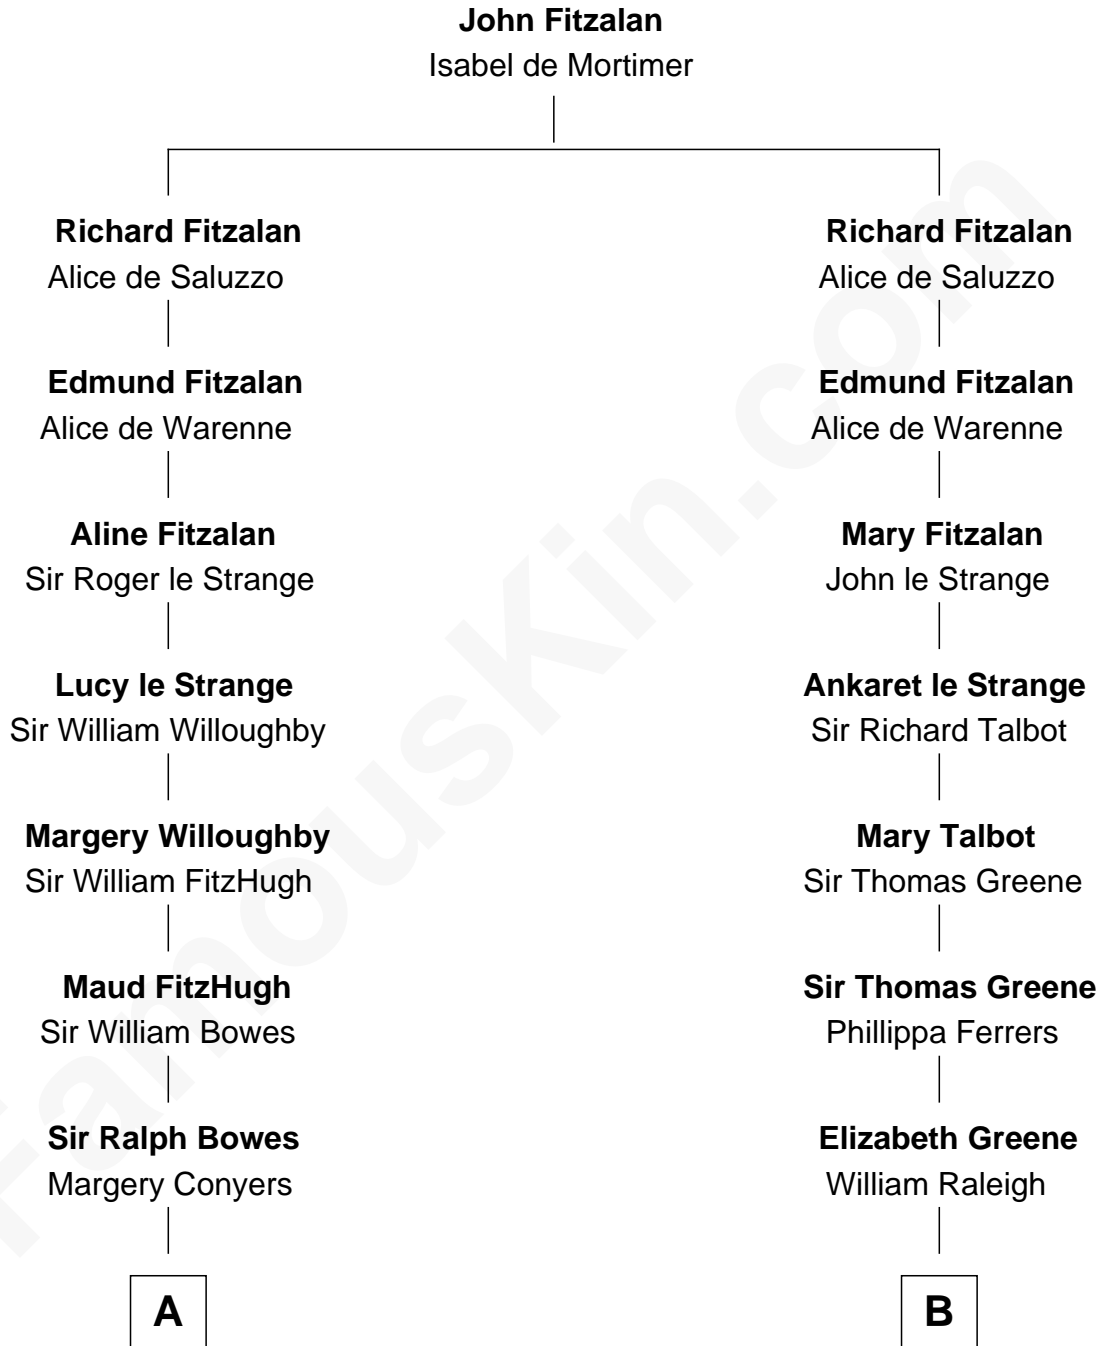 John Fitzalan
Isabel de Mortimer
Richard Fitzalan
Alice de Saluzzo
Edmund Fitzalan
Alice de Warenne
Aline Fitzalan
Sir Roger le Strange
Lucy le Strange
Sir William Willoughby
Margery Willoughby
Sir William FitzHugh
Maud FitzHugh
Sir William Bowes
Sir Ralph Bowes
Margery Conyers
A
Richard Fitzalan
Alice de Saluzzo
Edmund Fitzalan
Alice de Warenne
Mary Fitzalan
John le Strange
Ankaret le Strange
Sir Richard Talbot
Mary Talbot
Sir Thomas Greene
Sir Thomas Greene
Phillippa Ferrers
Elizabeth Greene
William Raleigh
B
FamousKin.com